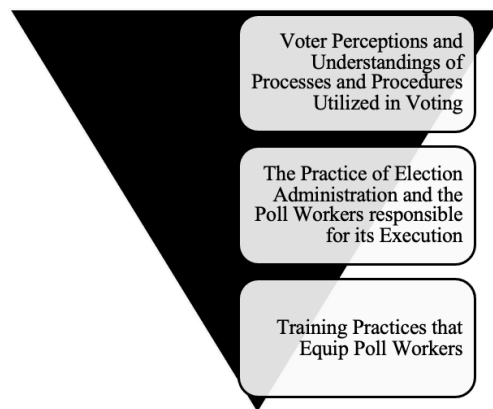 Voter Perceptions and
Understandings of
Processes and Procedures
Utilized in Voting
The Practice of Election
Administration and the
Poll Workers responsible
for its Execution
Training Practices that
Equip Poll Workers